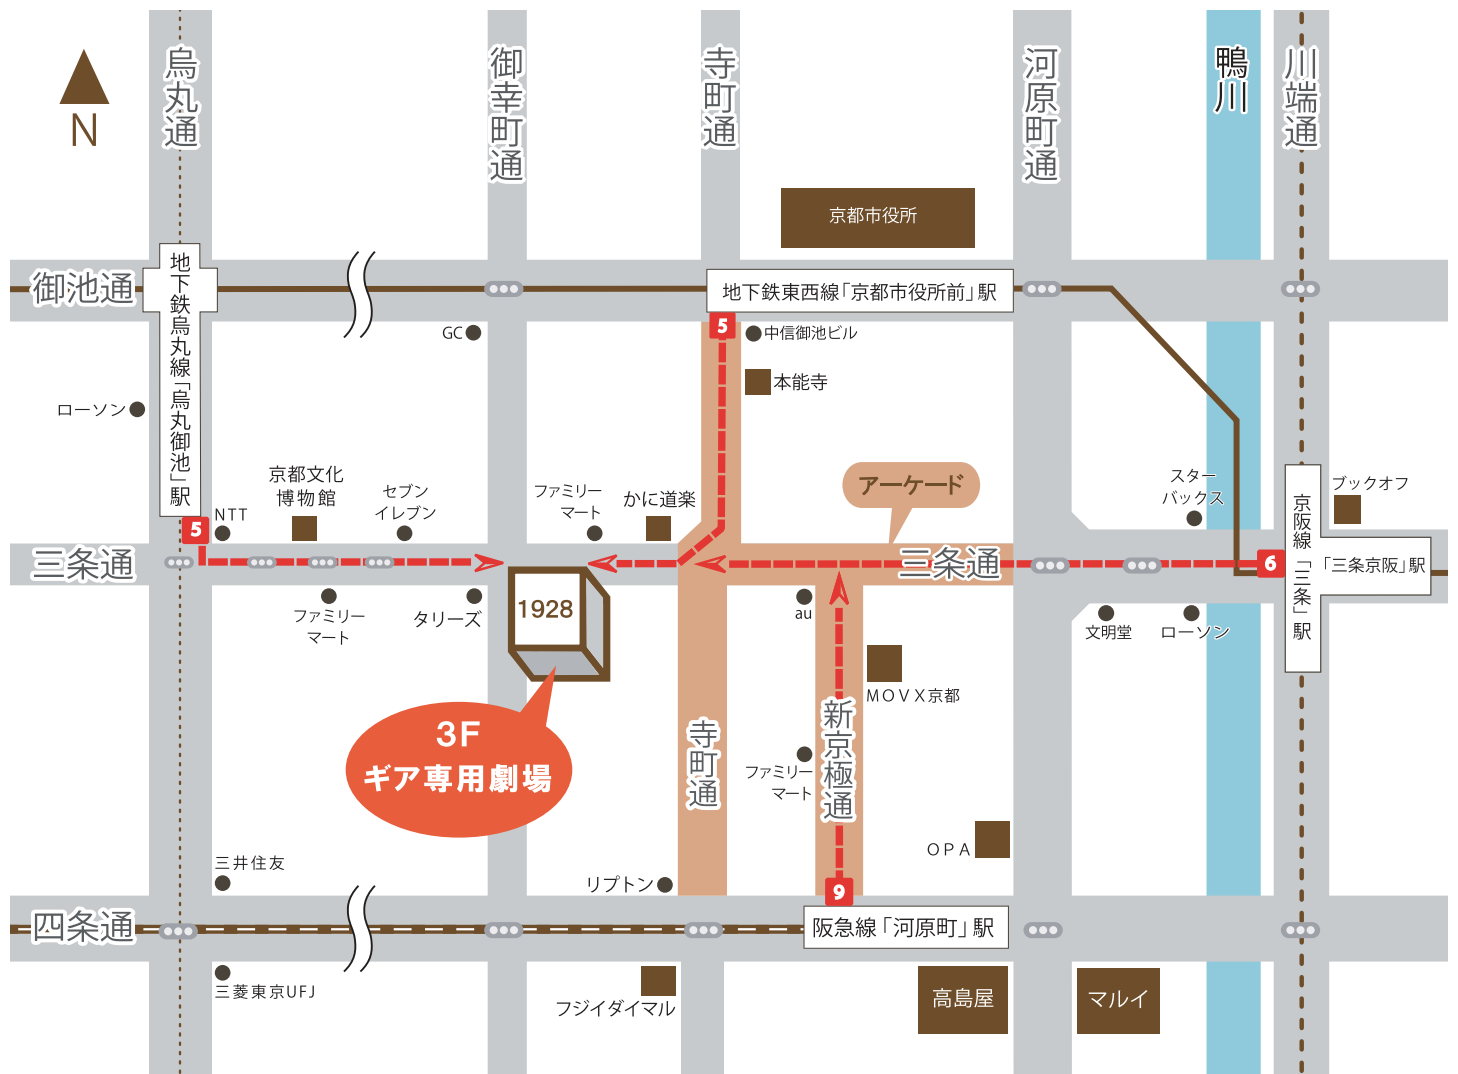 烏丸通
御幸町通
寺町通
河原町通
鴨川
川端通
N
京都市役所
御池通
地下鉄烏丸線「烏丸御池」駅
地下鉄東西線「京都市役所前」駅
GC
5
中信御池ビル
本能寺
ローソン
アーケード
京都文化
博物館
セブン
イレブン
ファミリー
マート
かに道楽
スター
バックス
ブックオフ
NTT
5
三条通
三条通
6
京阪線「三条」駅
「三条京阪」駅
1928
ファミリー
マート
タリーズ
au
文明堂
ローソン
MOVX京都
3F
ギア専用劇場
寺町通
新京極通
ファミリー
マート
OPA
三井住友
リプトン
9
四条通
阪急線「河原町」駅
三菱東京UFJ
フジイダイマル
高島屋
マルイ